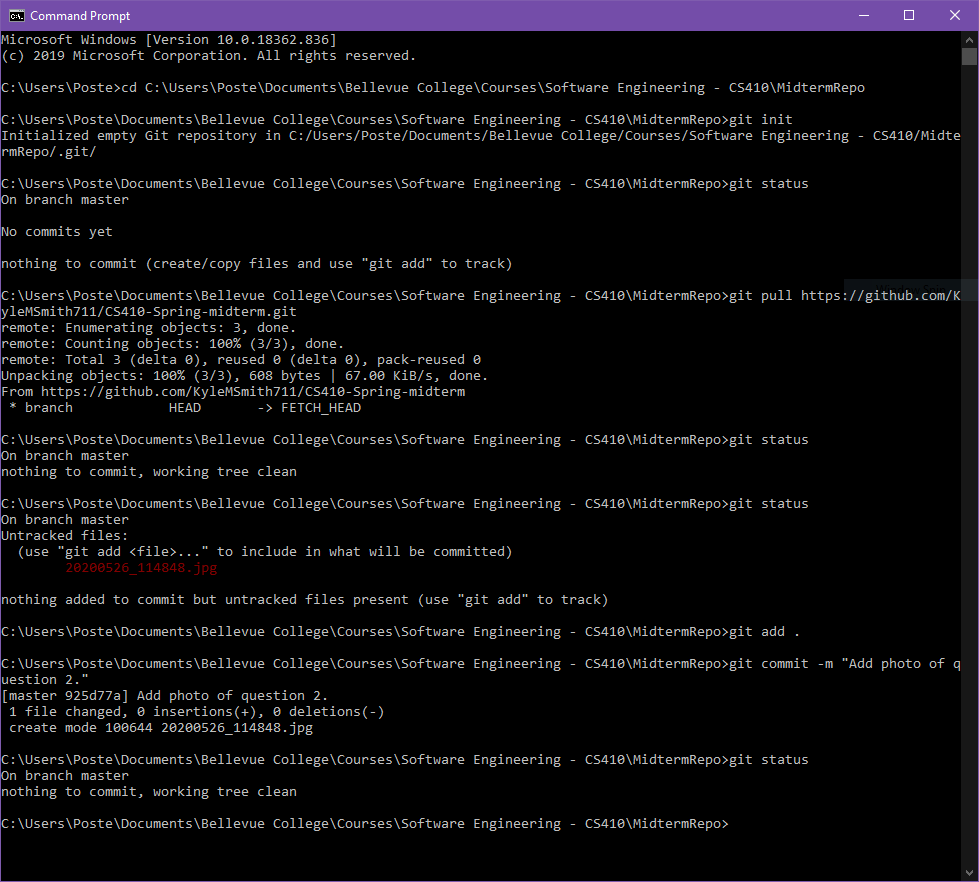 Command Prompt
Microsoft Windows [Version 10.0.18362.836]
(c) 2019 Microsoft Corporation. All rights reserved.
C:\Users\Poste>cd C:\Users\Poste\Documents\Bellevue College\Courses\Software Engineering - CS410\MidtermRepo
C:\Users\Poste\Documents\Bellevue College\Courses\Software Engineering - CS410\MidtermRepo>git init
Initialized empty Git repository in C:/Users/Poste/Documents/Bellevue College/Courses/Software Engineering - CS410/Midte
rmRepo/.git/
C:\Users\Poste\Documents\Bellevue College\Courses\Software Engineering - CS410\MidtermRepo>git status
On branch master
No commits yet
nothing to commit (create/copy files and use "git add" to track)
C:\Users\Poste\Documents\Bellevue College\Courses\Software Engineering - CS410\MidtermRepo>git pull https://github.com/K
yleMSmith711/CS410-Spring-midterm.git
remote: Enumerating objects: 3, done.
remote: Counting objects: 100% (3/3), done.
remote: Total 3 (delta 0), reused 0 (delta 0), pack-reused 0
Unpacking objects: 100% (3/3), 608 bytes | 67.00 KiB/s, done.
From https://github.com/KyleMSmith711/CS410-Spring-midterm
 * branch            HEAD       -> FETCH_HEAD
C:\Users\Poste\Documents\Bellevue College\Courses\Software Engineering - CS410\MidtermRepo>git status
On branch master
nothing to commit, working tree clean
C:\Users\Poste\Documents\Bellevue College\Courses\Software Engineering - CS410\MidtermRepo>git status
On branch master
Untracked files:
  (use "git add <file>..." to include in what will be committed)
        20200526_114848.jpg
nothing added to commit but untracked files present (use "git add" to track)
C:\Users\Poste\Documents\Bellevue College\Courses\Software Engineering - CS410\MidtermRepo>git add .
C:\Users\Poste\Documents\Bellevue College\Courses\Software Engineering - CS410\MidtermRepo>git commit -m "Add photo of q
uestion 2."
[master 925d77a] Add photo of question 2.
 1 file changed, 0 insertions(+), 0 deletions(-)
 create mode 100644 20200526_114848.jpg
C:\Users\Poste\Documents\Bellevue College\Courses\Software Engineering - CS410\MidtermRepo>git status
On branch master
nothing to commit, working tree clean
C:\Users\Poste\Documents\Bellevue College\Courses\Software Engineering - CS410\MidtermRepo>